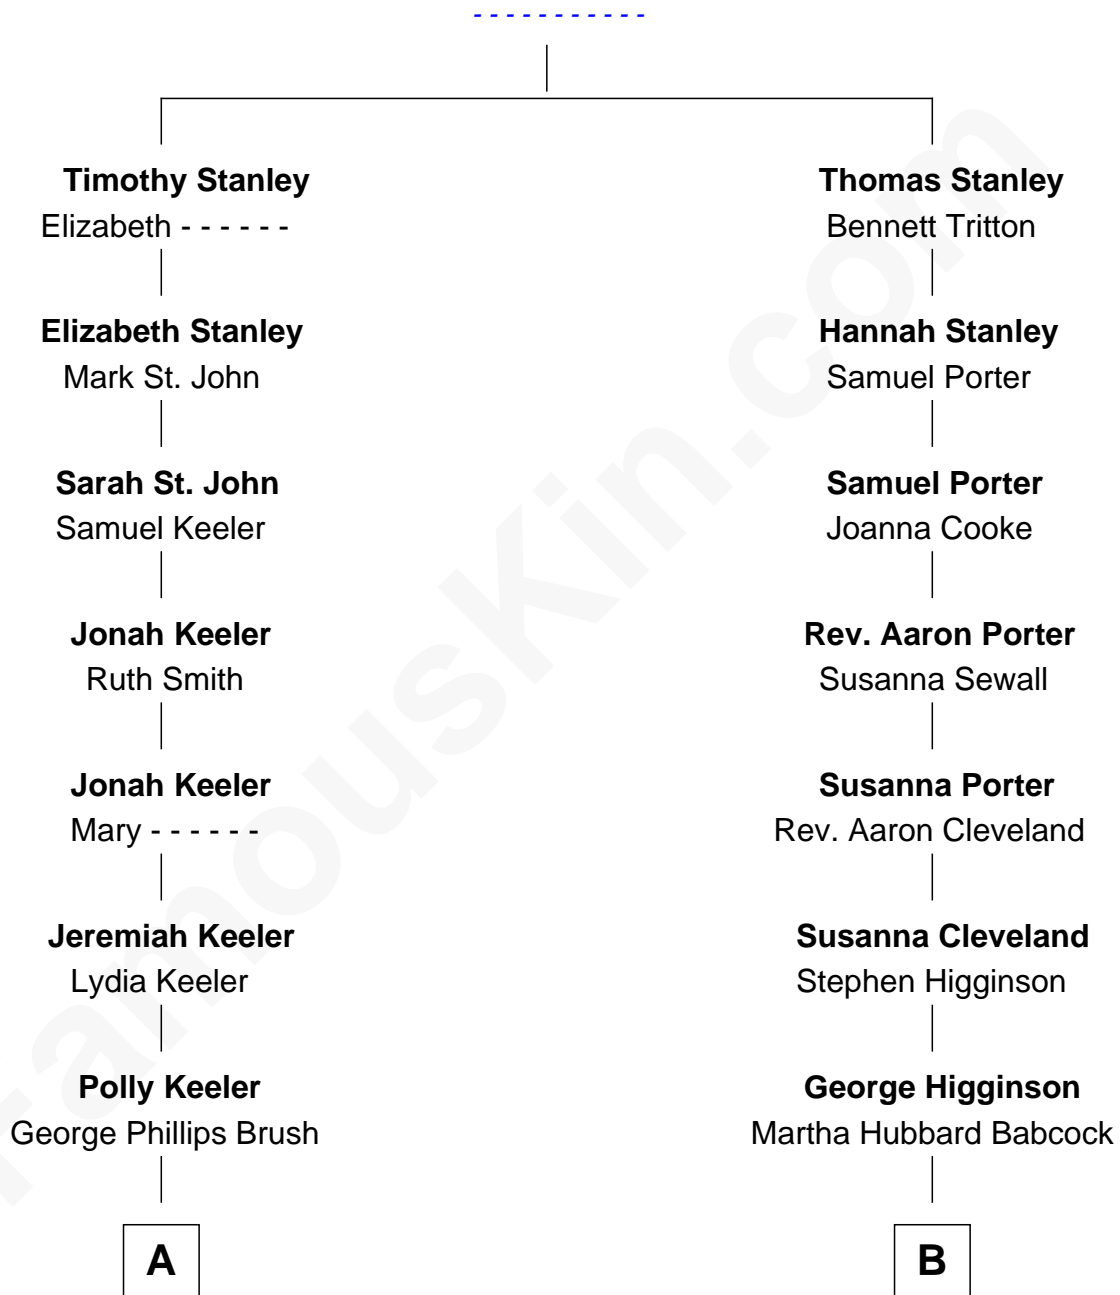 - - - - - - - - - - -
Timothy Stanley
Elizabeth - - - - - -
Thomas Stanley
Bennett Tritton
Elizabeth Stanley
Mark St. John
Hannah Stanley
Samuel Porter
Sarah St. John
Samuel Keeler
Samuel Porter
Joanna Cooke
Jonah Keeler
Ruth Smith
Rev. Aaron Porter
Susanna Sewall
Jonah Keeler
Mary - - - - - -
Susanna Porter
Rev. Aaron Cleveland
Jeremiah Keeler
Lydia Keeler
Susanna Cleveland
Stephen Higginson
Polly Keeler
George Phillips Brush
George Higginson
Martha Hubbard Babcock
A
B
FamousKin.com